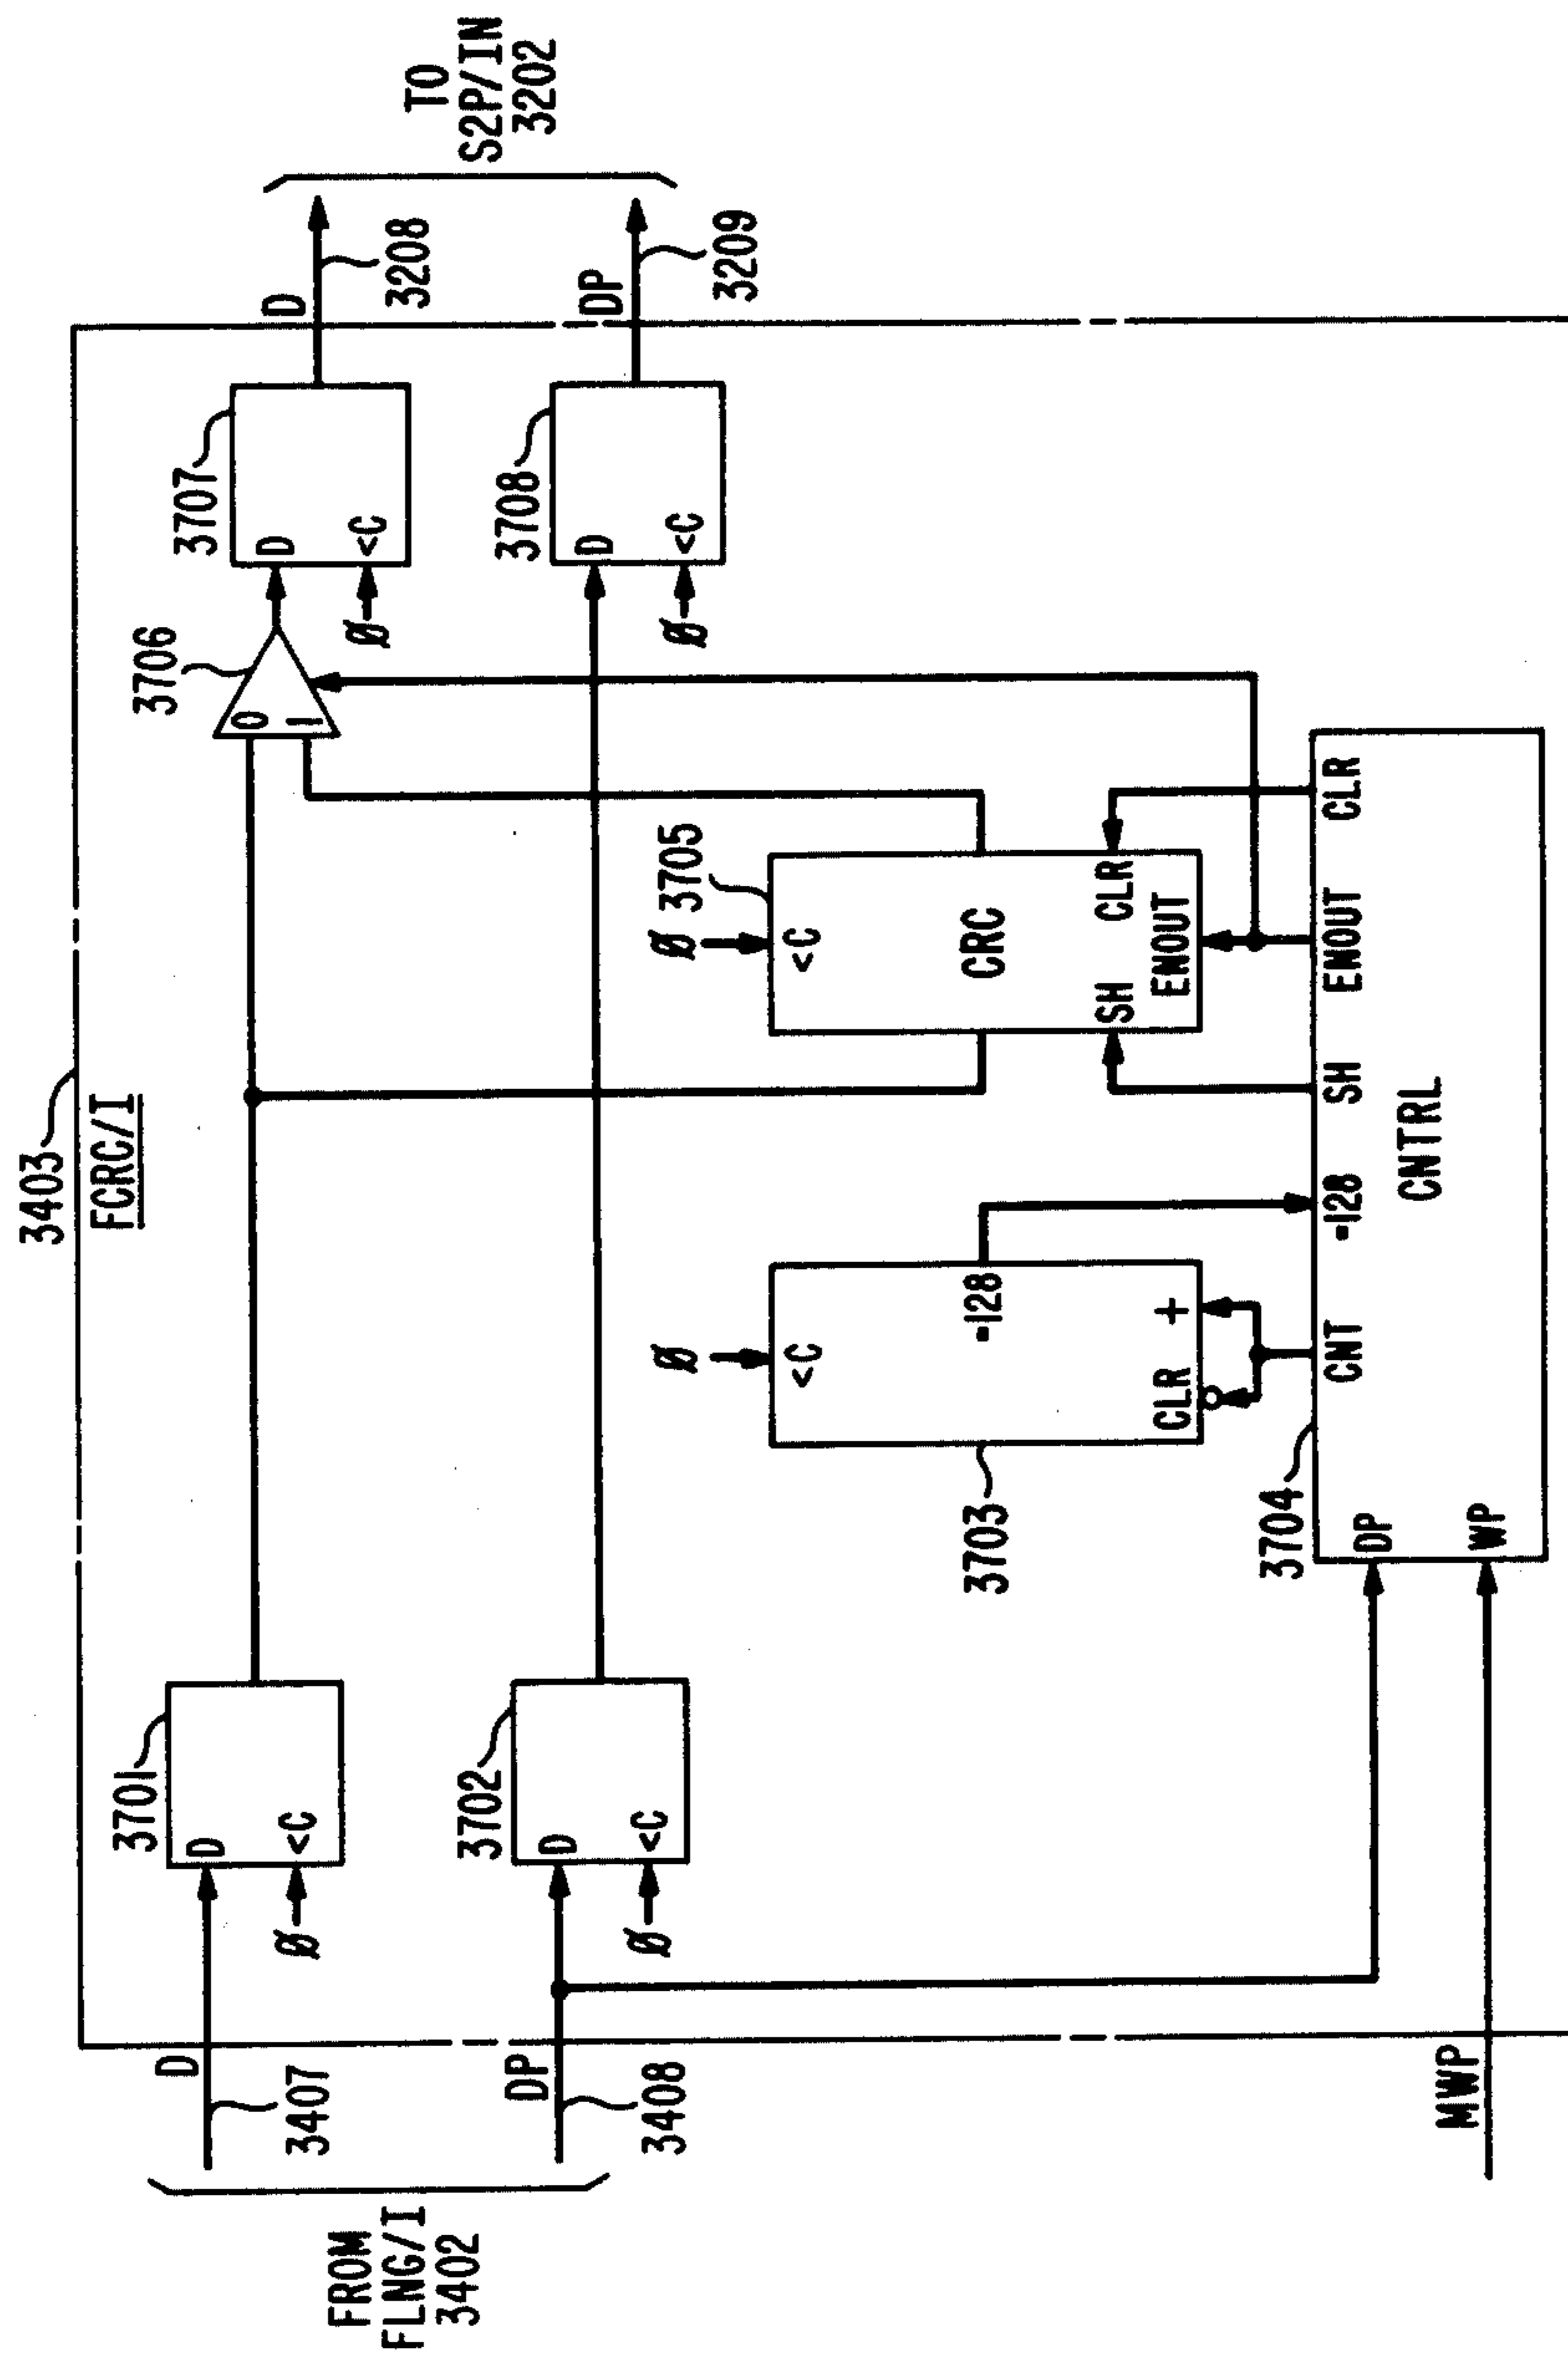 3403
FCRC/I
FROM
FLNG/I
3402
D
3407
DP
3408
MWP
3701
D
<C
Ø
3702
D
<C
Ø
3703
<C
Ø
=128
CLR
+
3704
DP
WP
CNT
=128
SH
ENOUT
CLR
CNTRL
3705
Ø
<C
CRC
SH
CLR
ENOUT
3706
0
1
3707
D
<C
Ø
3708
D
<C
Ø
D
3208
DP
3209
TO
S2P/IN
3202